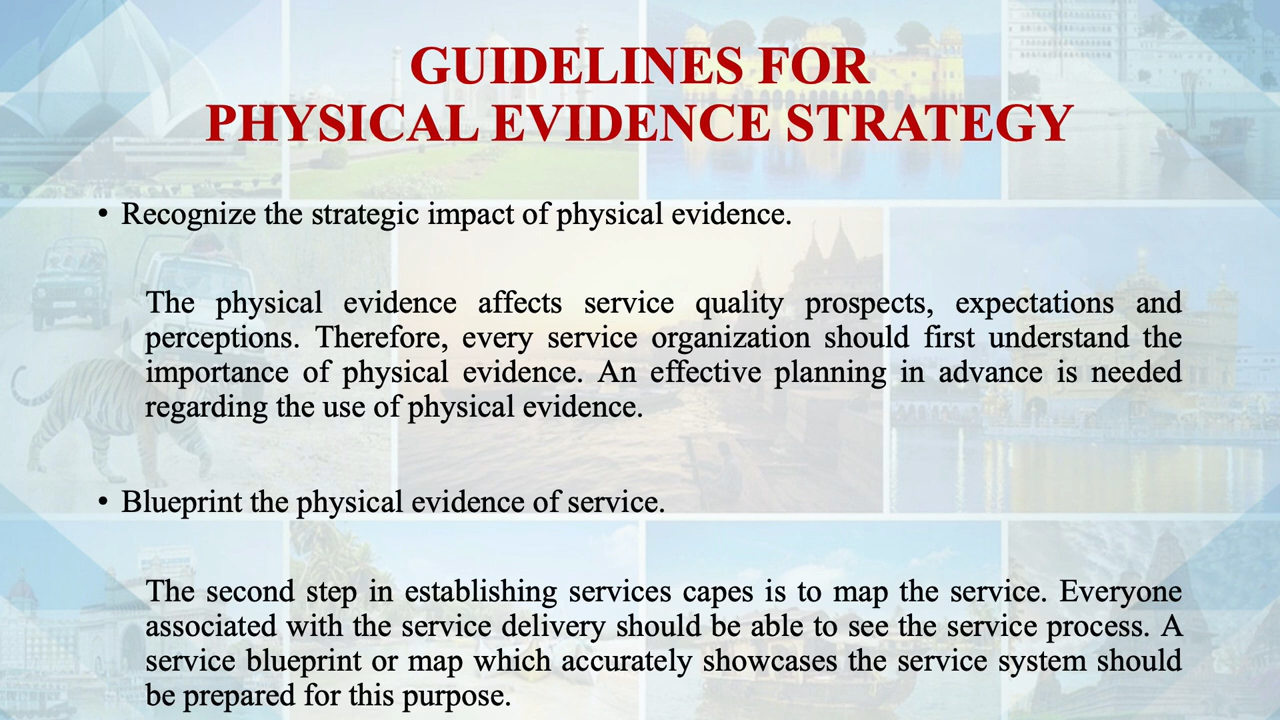 GUIDELINES FOR
PHYSICAL EVIDENCE STRATEGY
• Recognize the strategic impact of physical evidence.
The physical evidence affects service quality prospects, expectations and
perceptions. Therefore, every service organization should first understand the
importance of physical evidence. An effective planning in advance is needed
regarding the use of physical evidence.
• Blueprint the physical evidence of service.
The second step in establishing services capes is to map the service. Everyone
associated with the service delivery should be able to see the service process. A
service blueprint or map which accurately showcases the service system should
be prepared for this purpose.